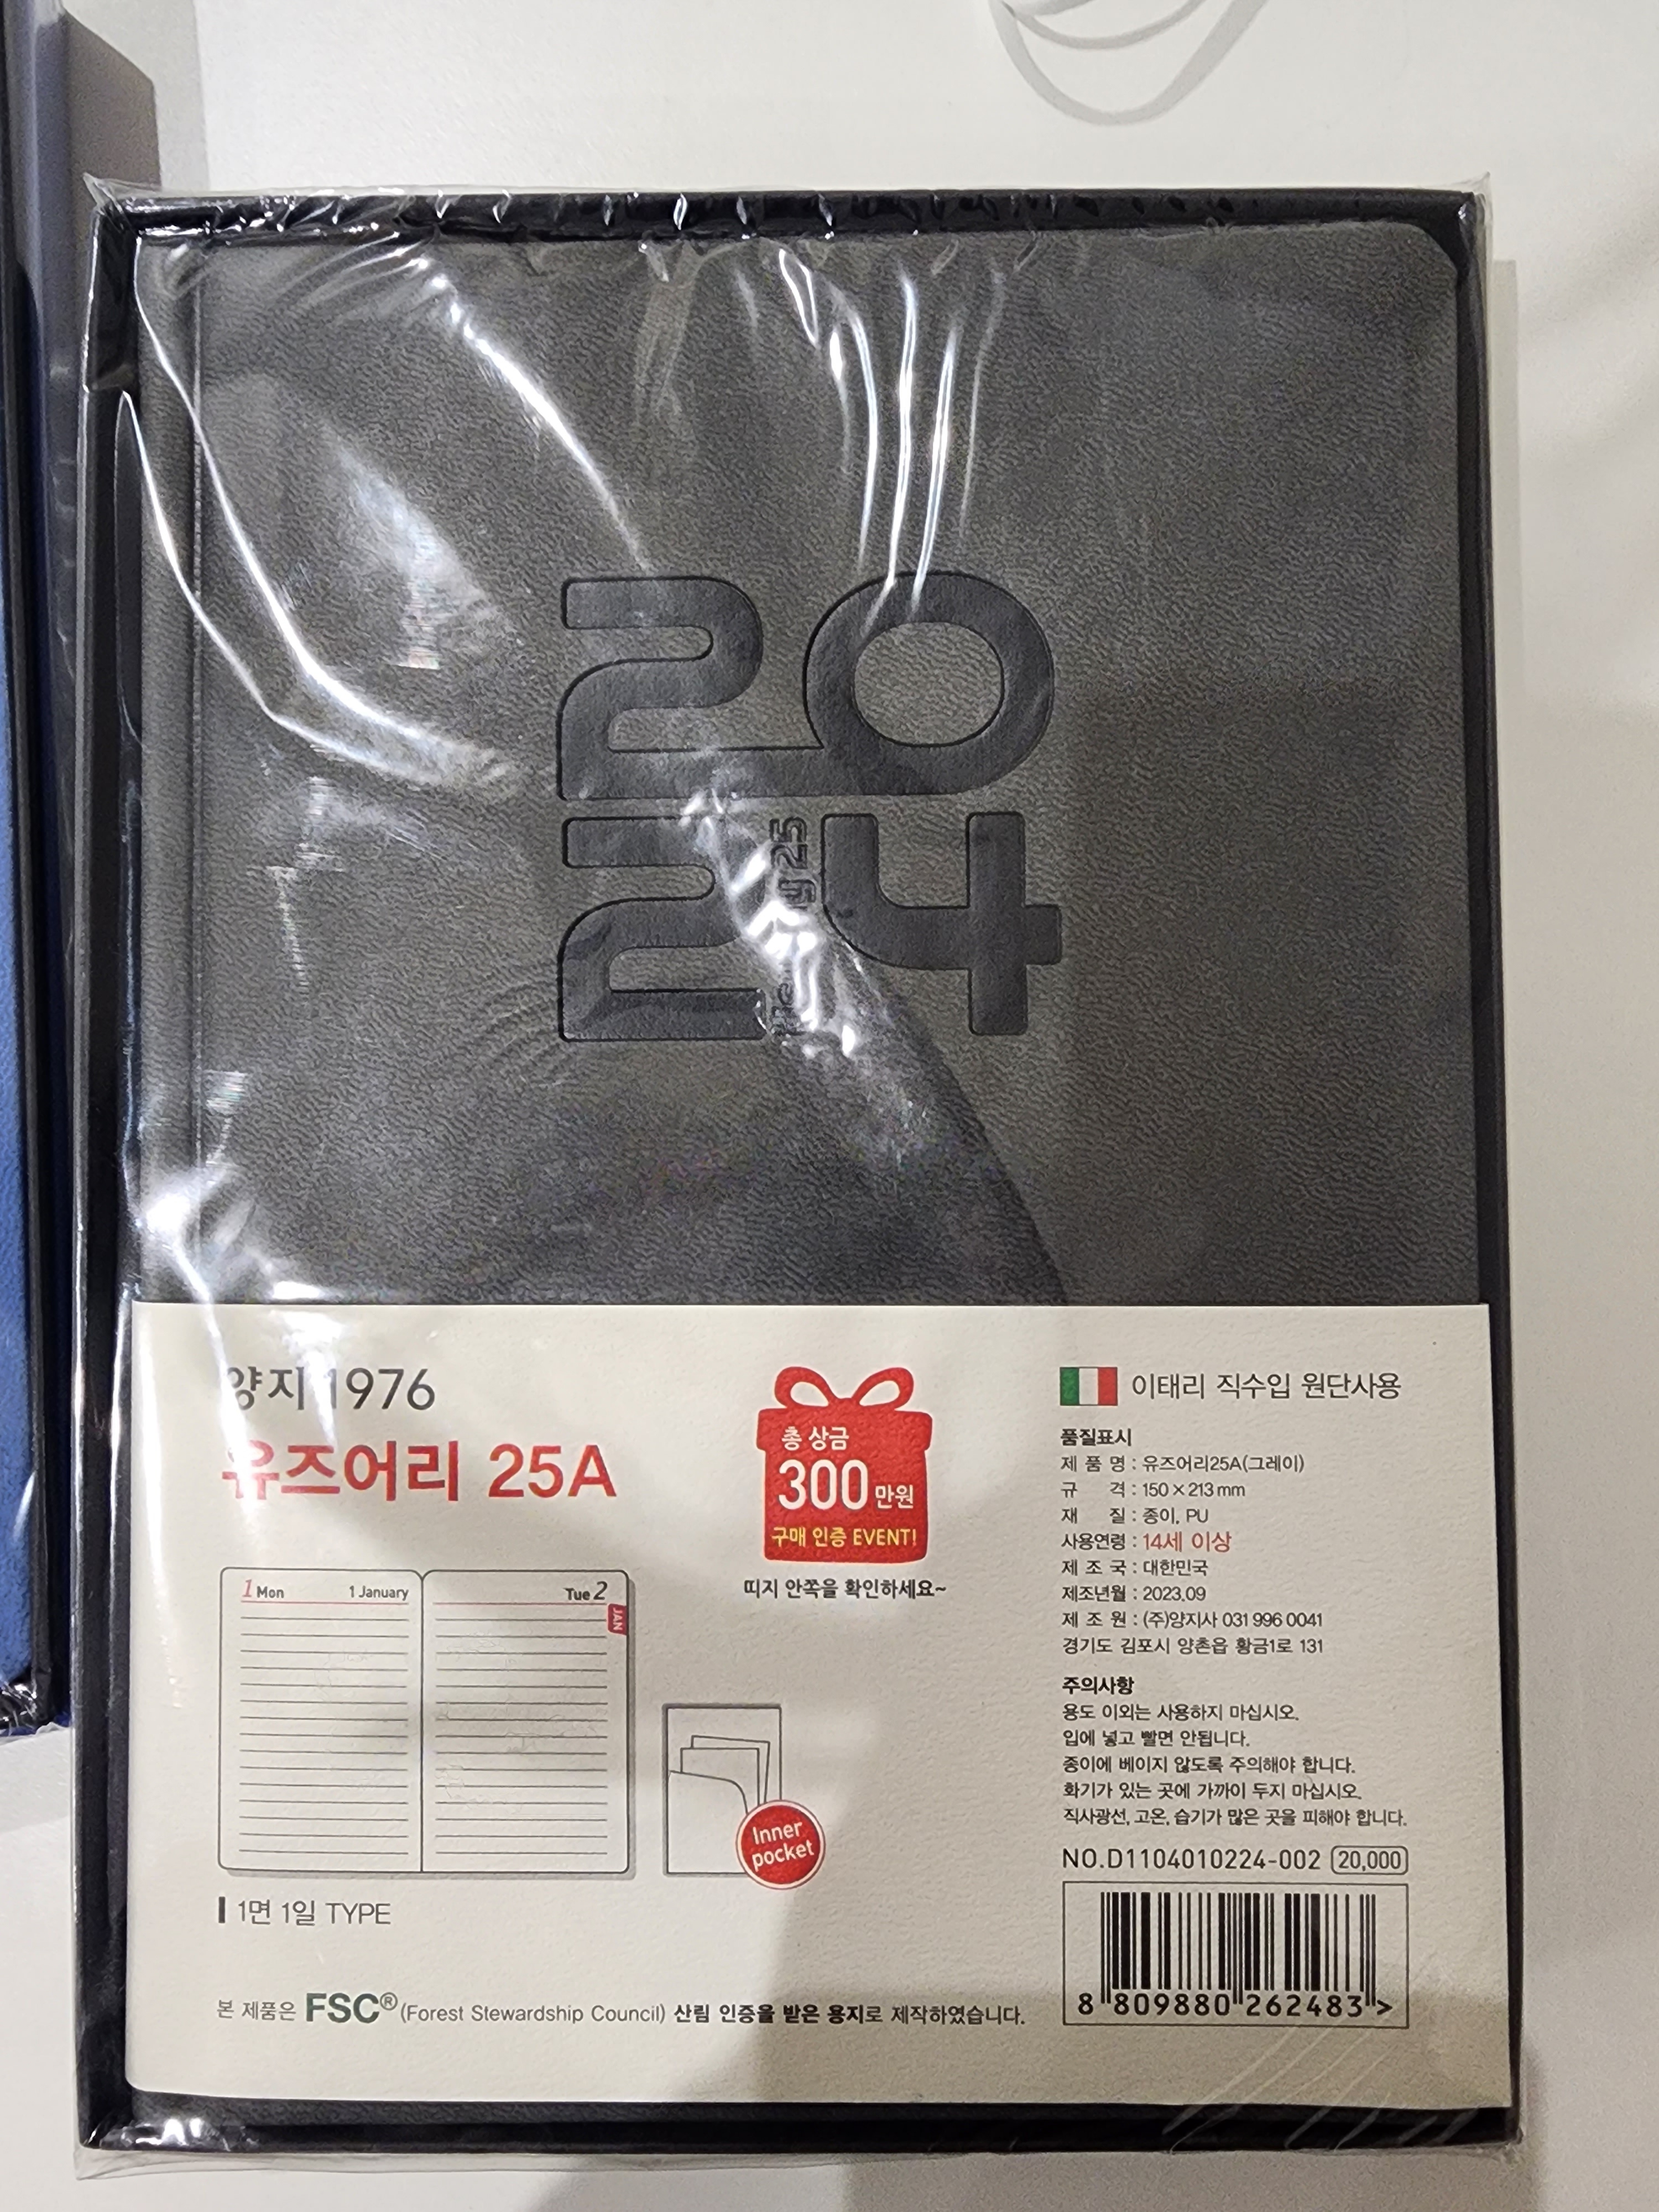 20
24
25
양지 1976
유즈어리 25A
총 상금
300만원
구매 인증 EVENT!
띠지 안쪽을 확인하세요~
1 Mon 1 January
Tue 2
JAN
Inner
pocket
1면 1일 TYPE
본 제품은 FSC® (Forest Stewardship Council) 산림 인증을 받은 용지로 제작하였습니다.
이태리 직수입 원단사용
품질표시
제 품 명 : 유즈어리25A(그레이)
규 격 : 150 × 213 mm
재 질 : 종이, PU
사용연령 : 14세 이상
제 조 국 : 대한민국
제조년월 : 2023.09
제 조 원 : (주)양지사 031 996 0041
경기도 김포시 양촌읍 황금1로 131
주의사항
용도 이외는 사용하지 마십시오.
입에 넣고 빨면 안됩니다.
종이에 베이지 않도록 주의해야 합니다.
화기가 있는 곳에 가까이 두지 마십시오.
직사광선, 고온, 습기가 많은 곳을 피해야 합니다.
NO.D1104010224-002 20,000
8 809880 262483 >